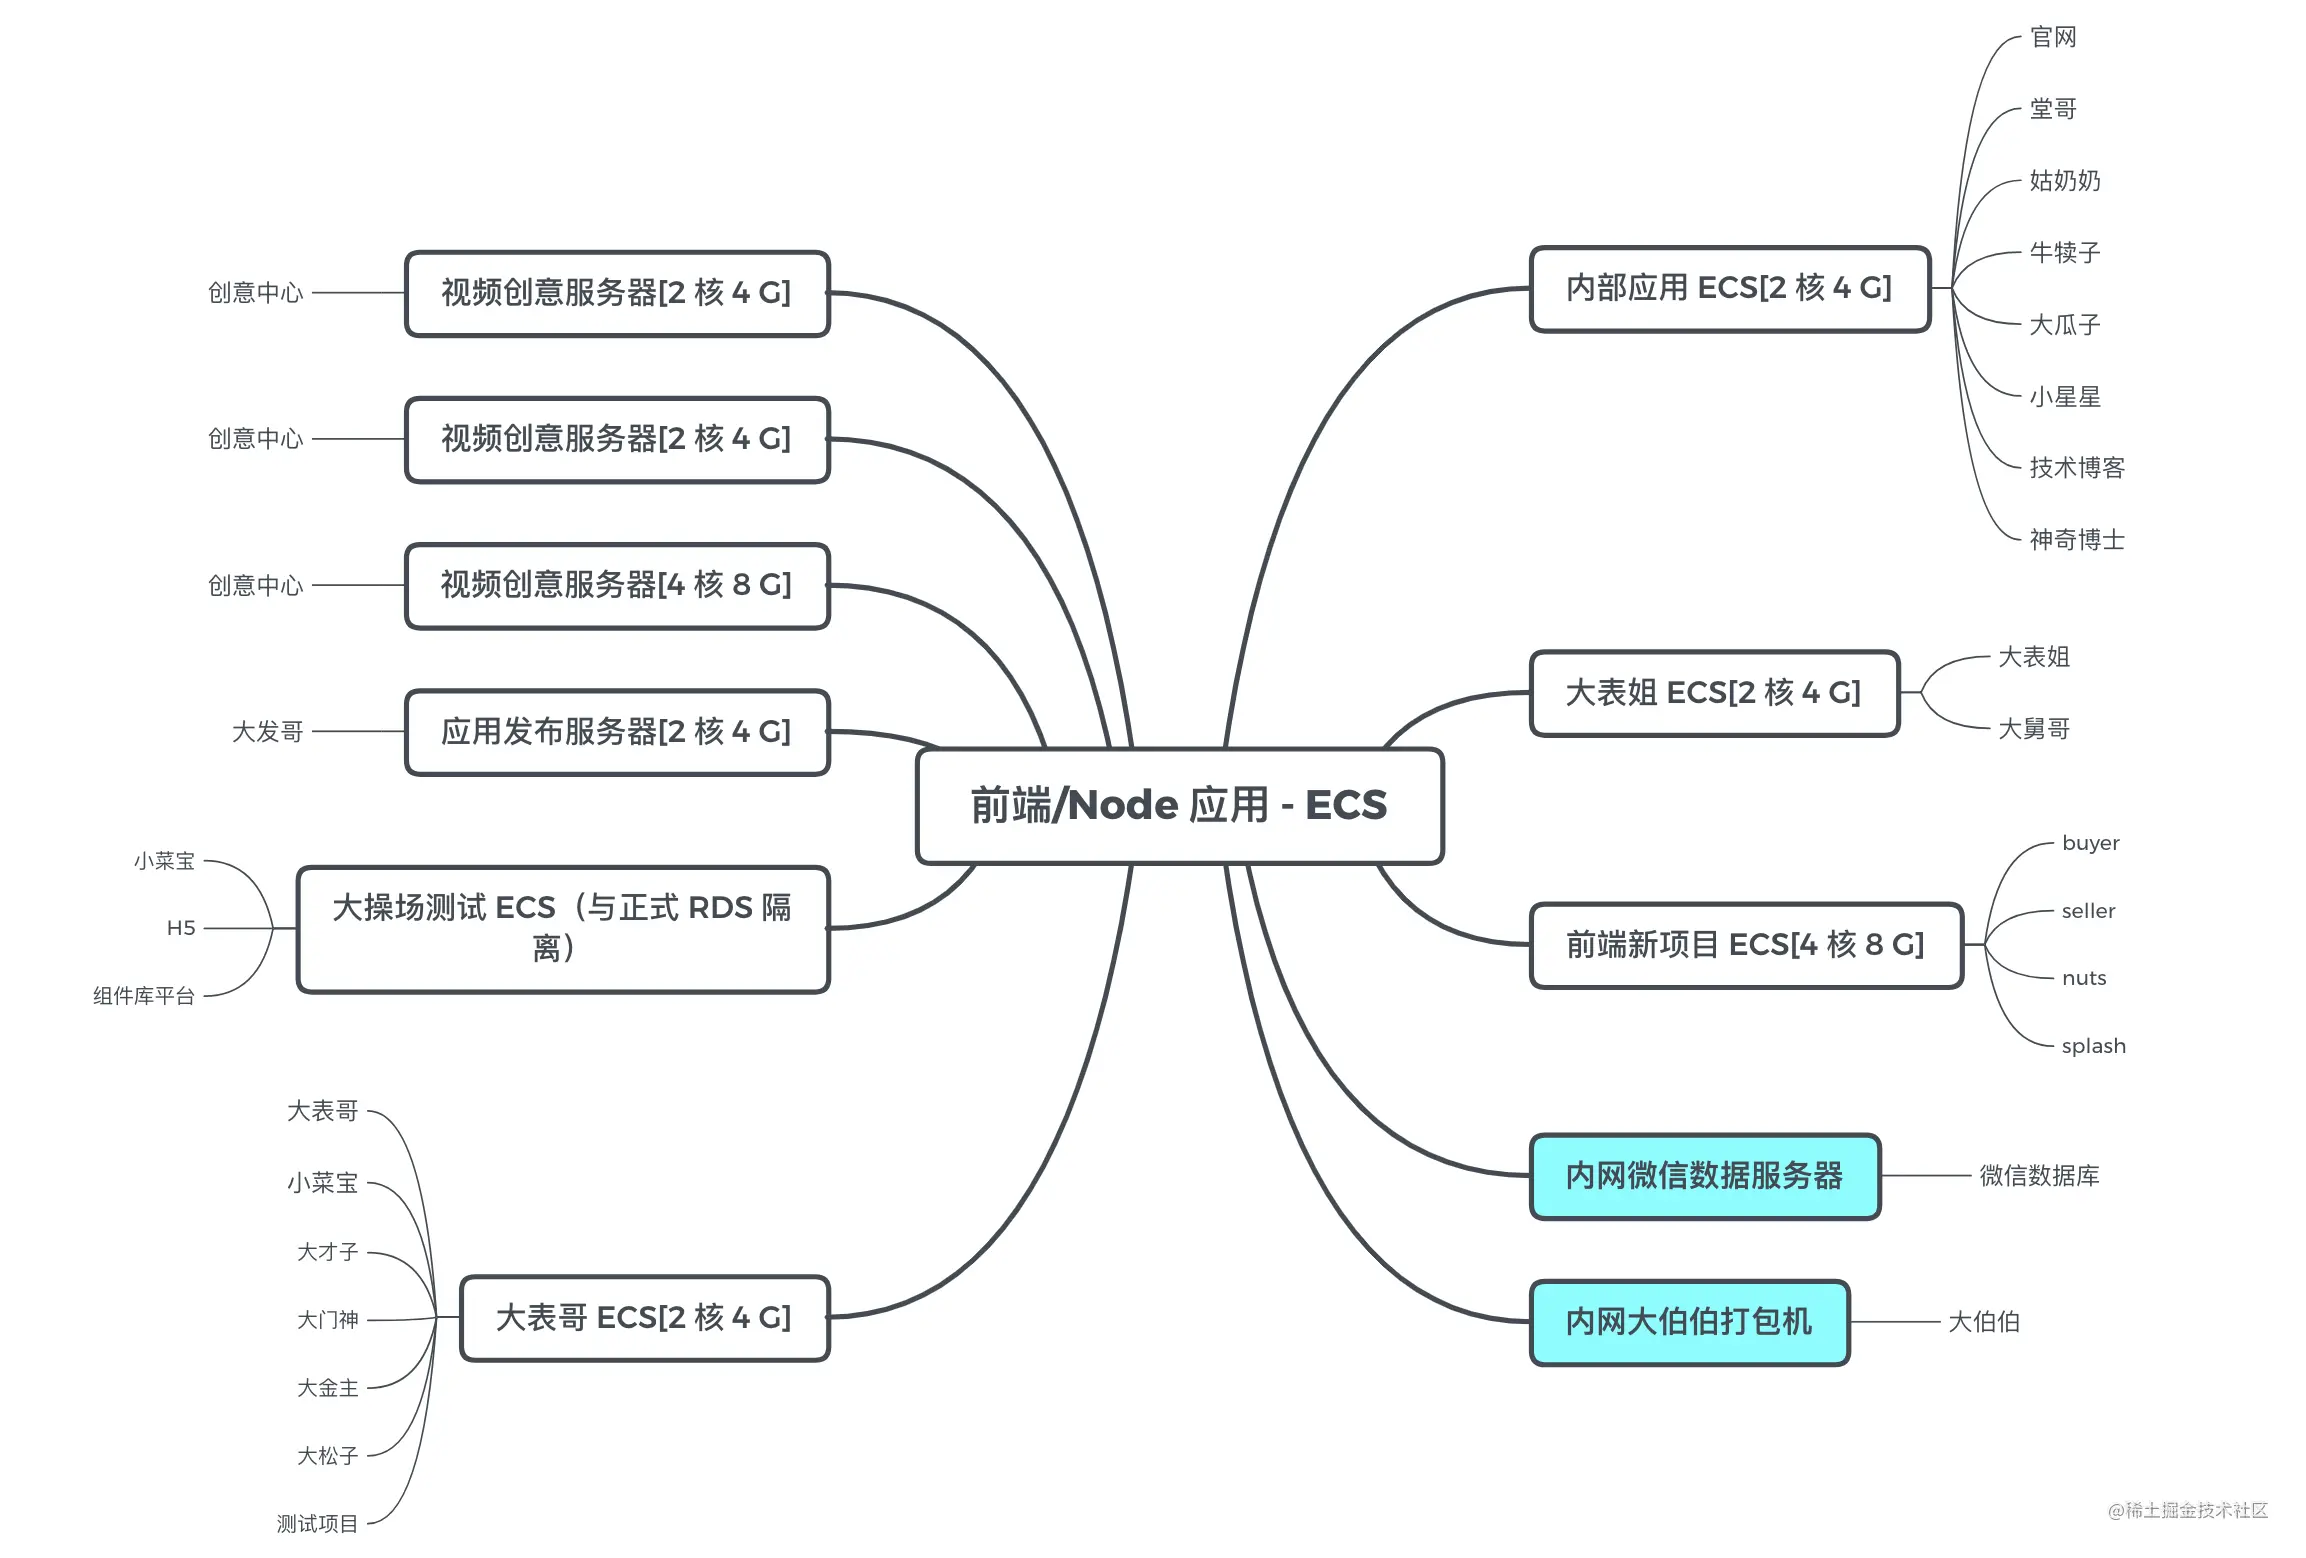 前端/Node 应用 - ECS
内部应用 ECS[2 核 4 G]
官网
堂哥
姑奶奶
牛犊子
大瓜子
小星星
技术博客
神奇博士
大表姐 ECS[2 核 4 G]
大表姐
大舅哥
前端新项目 ECS[4 核 8 G]
buyer
seller
nuts
splash
内网微信数据服务器
微信数据库
内网大伯伯打包机
大伯伯
视频创意服务器[2 核 4 G]
创意中心
视频创意服务器[2 核 4 G]
创意中心
视频创意服务器[4 核 8 G]
创意中心
应用发布服务器[2 核 4 G]
大发哥
大操场测试 ECS（与正式 RDS 隔
离）
小菜宝
H5
组件库平台
大表哥 ECS[2 核 4 G]
大表哥
小菜宝
大才子
大门神
大金主
大松子
测试项目
@稀土掘金技术社区